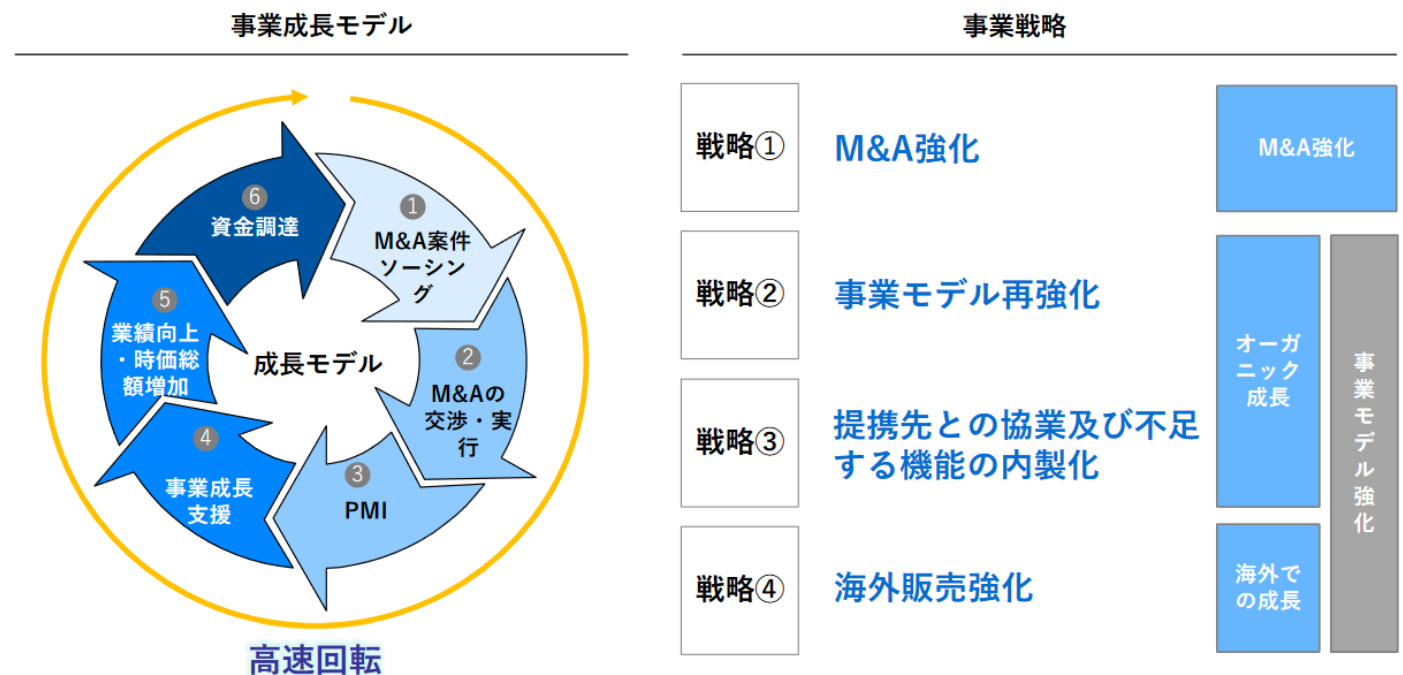 事業成長モデル
事業戦略
❶
M&A案件
ソーシン
グ
❷
M&Aの
交渉・実
行
❸
PMI
❹
事業成長
支援
❺
業績向上
・時価総
額増加
❻
資金調達
成長モデル
高速回転
戦略①
M&A強化
M&A強化
戦略②
事業モデル再強化
戦略③
提携先との協業及び不足
する機能の内製化
オーガ
ニック
成長
事業モデル強化
戦略④
海外販売強化
海外で
の成長